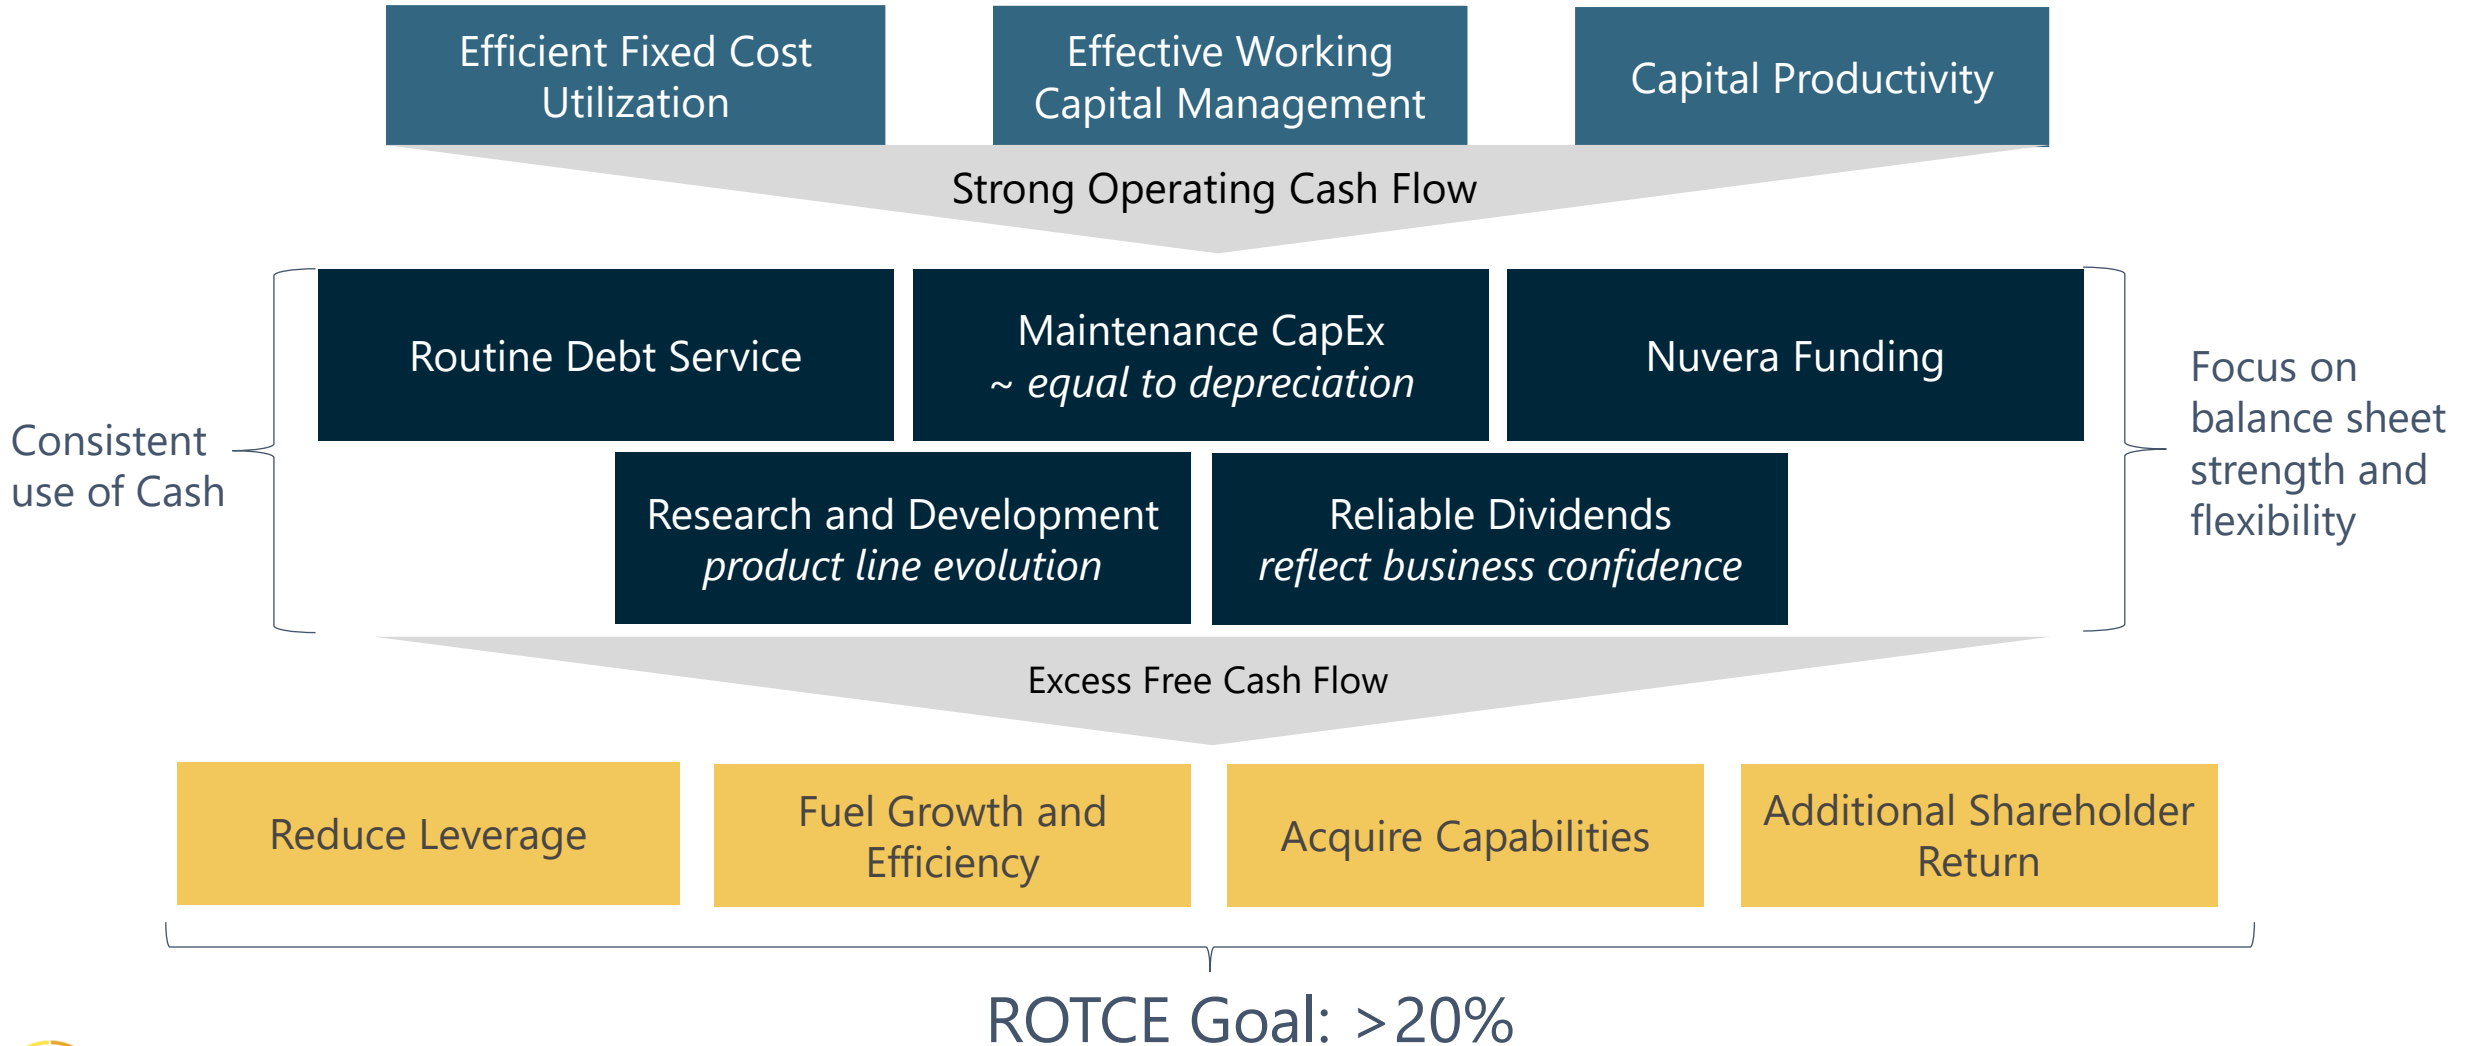 Efficient Fixed Cost
Utilization
Effective Working
Capital Management
Capital Productivity
Strong Operating Cash Flow
Consistent
use of Cash
Routine Debt Service
Maintenance CapEx
~ equal to depreciation
Nuvera Funding
Research and Development
product line evolution
Reliable Dividends
reflect business confidence
Focus on
balance sheet
strength and
flexibility
Excess Free Cash Flow
Reduce Leverage
Fuel Growth and
Efficiency
Acquire Capabilities
Additional Shareholder
Return
ROTCE Goal: >20%